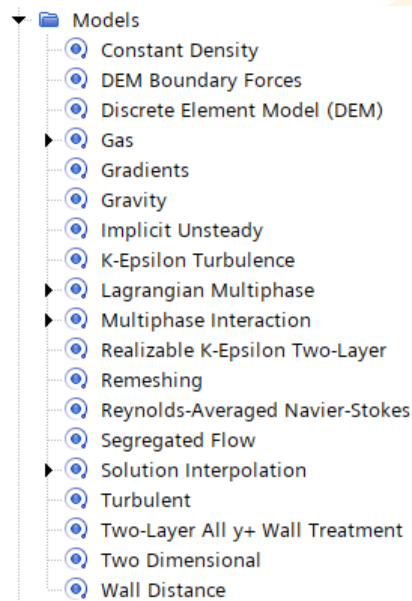 Models
Constant Density
DEM Boundary Forces
Discrete Element Model (DEM)
Gas
Gradients
Gravity
Implicit Unsteady
K-Epsilon Turbulence
Lagrangian Multiphase
Multiphase Interaction
Realizable K-Epsilon Two-Layer
Remeshing
Reynolds-Averaged Navier-Stokes
Segregated Flow
Solution Interpolation
Turbulent
Two-Layer All y+ Wall Treatment
Two Dimensional
Wall Distance